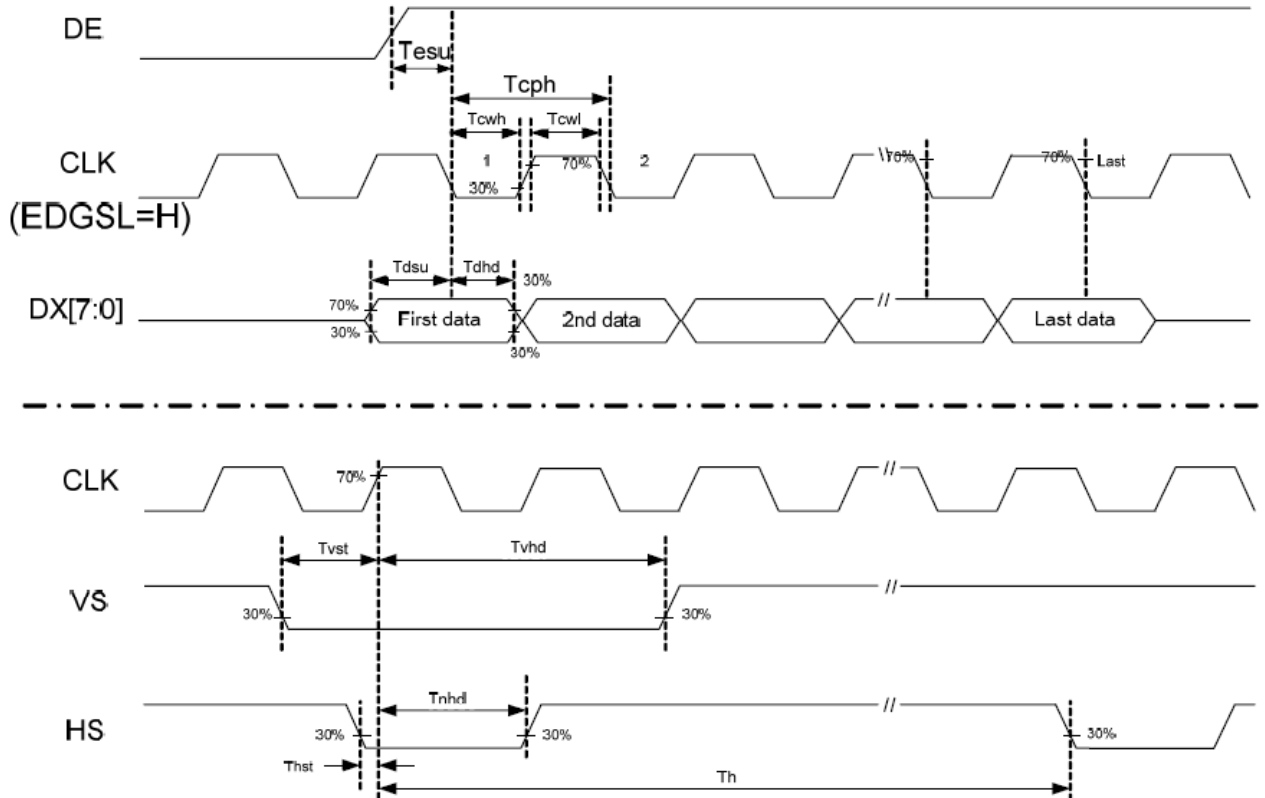 DE
Tesu
Tcph
Tcwh
Tcwl
CLK
1
70%
2
30%
\\
70%
70%
Last
(EDGSL=H)
Tdsu
Tdhd
30%
DX[7:0]
70%
First data
2nd data
//
Last data
30%
30%
CLK
70%
//
Tvst
Tvhd
VS
30%
30%
//
HS
30%
30%
//
30%
Thst
Th